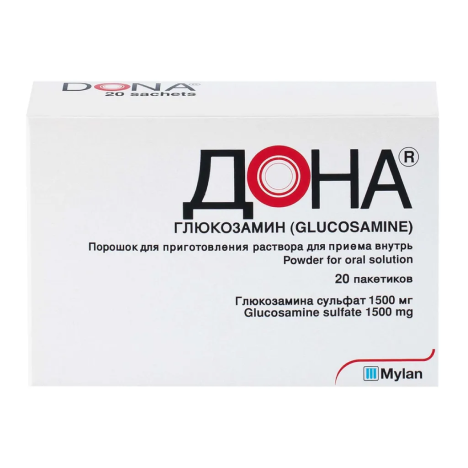 DONA®
20 sachets
ДОНА®
ГЛЮКОЗАМИН (GLUCOSAMINE)
Порошок для приготовления раствора для приема внутрь
Powder for oral solution
20 пакетиков
Глюкозамина сульфат 1500 мг
Glucosamine sulfate 1500 mg
Mylan